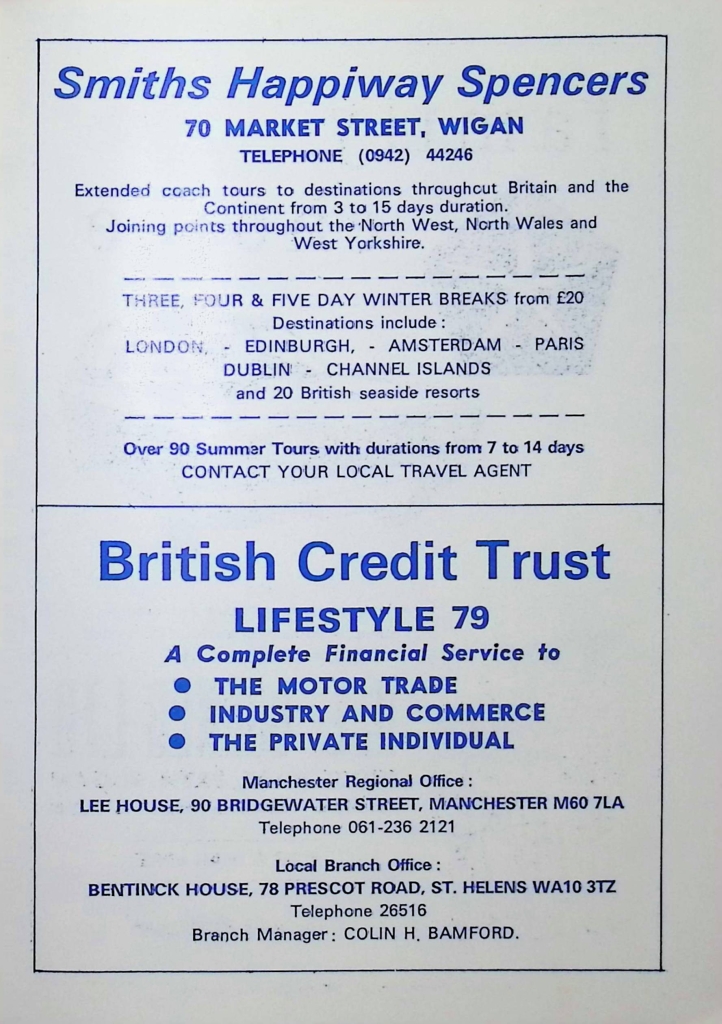 Smiths Happiway Spencers
70 MARKET STREET, WIGAN
TELEPHONE (0942) 44246
Extended coach tours to destinations throughout Britain and the
Continent from 3 to 15 days duration.
Joining points throughout the North West, North Wales and
West Yorkshire.
THREE, FOUR & FIVE DAY WINTER BREAKS from £20
Destinations include :
LONDON, - EDINBURGH, - AMSTERDAM - PARIS
DUBLIN - CHANNEL ISLANDS
and 20 British seaside resorts
Over 90 Summer Tours with durations from 7 to 14 days
CONTACT YOUR LOCAL TRAVEL AGENT
British Credit Trust
LIFESTYLE 79
A Complete Financial Service to
● THE MOTOR TRADE
● INDUSTRY AND COMMERCE
● THE PRIVATE INDIVIDUAL
Manchester Regional Office :
LEE HOUSE, 90 BRIDGEWATER STREET, MANCHESTER M60 7LA
Telephone 061-236 2121
Local Branch Office :
BENTINCK HOUSE, 78 PRESCOT ROAD, ST. HELENS WA10 3TZ
Telephone 26516
Branch Manager : COLIN H. BAMFORD.